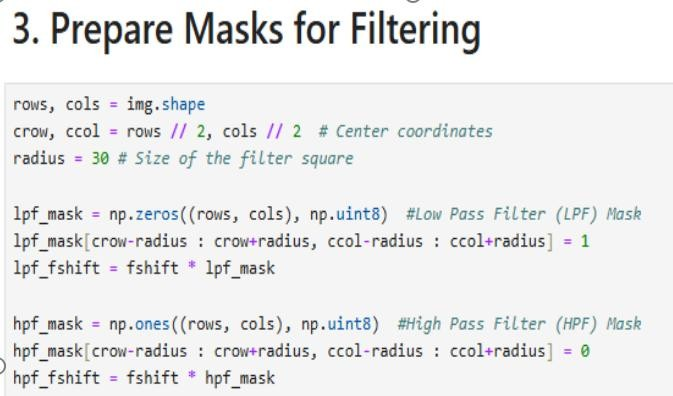 3. Prepare Masks for Filtering
rows, cols = img.shape
crow, ccol = rows // 2, cols // 2  # Center coordinates
radius = 30 # Size of the filter square
lpf_mask = np.zeros((rows, cols), np.uint8)  #Low Pass Filter (LPF) Mask
lpf_mask[crow-radius : crow+radius, ccol-radius : ccol+radius] = 1
lpf_fshift = fshift * lpf_mask
hpf_mask = np.ones((rows, cols), np.uint8)  #High Pass Filter (HPF) Mask
hpf_mask[crow-radius : crow+radius, ccol-radius : ccol+radius] = 0
hpf_fshift = fshift * hpf_mask